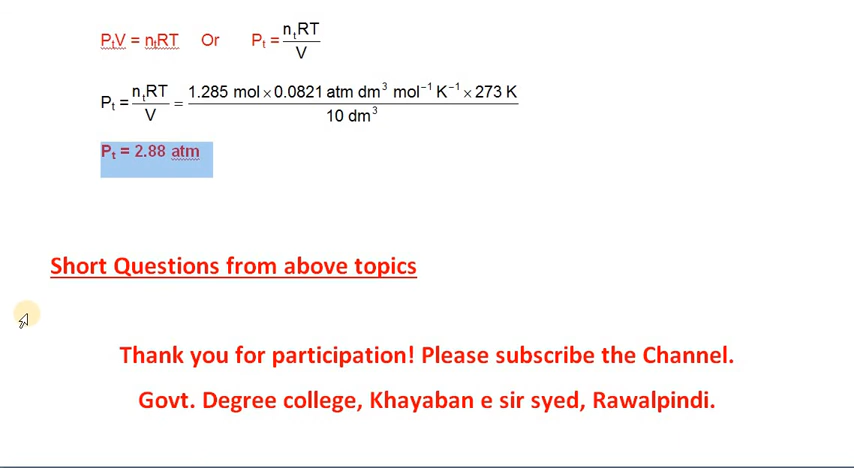 PₜV = nₜRT Or Pₜ = nₜRT / V
Pₜ = nₜRT / V = 1.285 mol × 0.0821 atm dm³ mol⁻¹ K⁻¹ × 273 K / 10 dm³
Pₜ = 2.88 atm
Short Questions from above topics
Thank you for participation! Please subscribe the Channel.
Govt. Degree college, Khayaban e sir syed, Rawalpindi.